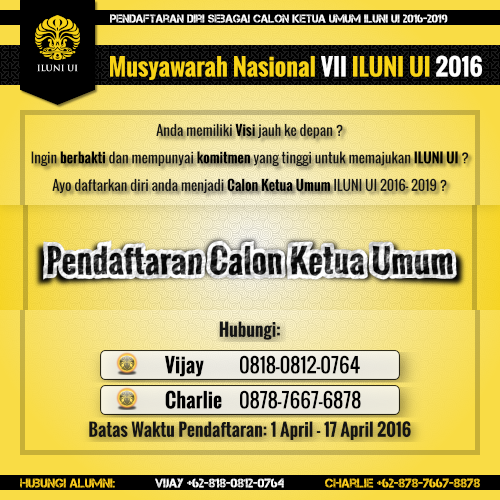 PENDAFTARAN DIRI SEBAGAI CALON KETUA UMUM ILUNI UI 2016-2019
ILUNI UI
Musyawarah Nasional VII ILUNI UI 2016
Anda memiliki Visi jauh ke depan ?
Ingin berbakti dan mempunyai komitmen yang tinggi untuk memajukan ILUNI UI ?
Ayo daftarkan diri anda menjadi Calon Ketua Umum ILUNI UI 2016- 2019 ?
Pendaftaran Calon Ketua Umum
Hubungi:
Vijay 0818-0812-0764
Charlie 0878-7667-6878
Batas Waktu Pendaftaran: 1 April - 17 April 2016
HUBUNGI ALUMNI: VIJAY +62-818-0812-0764 CHARLIE +62-878-7667-8878